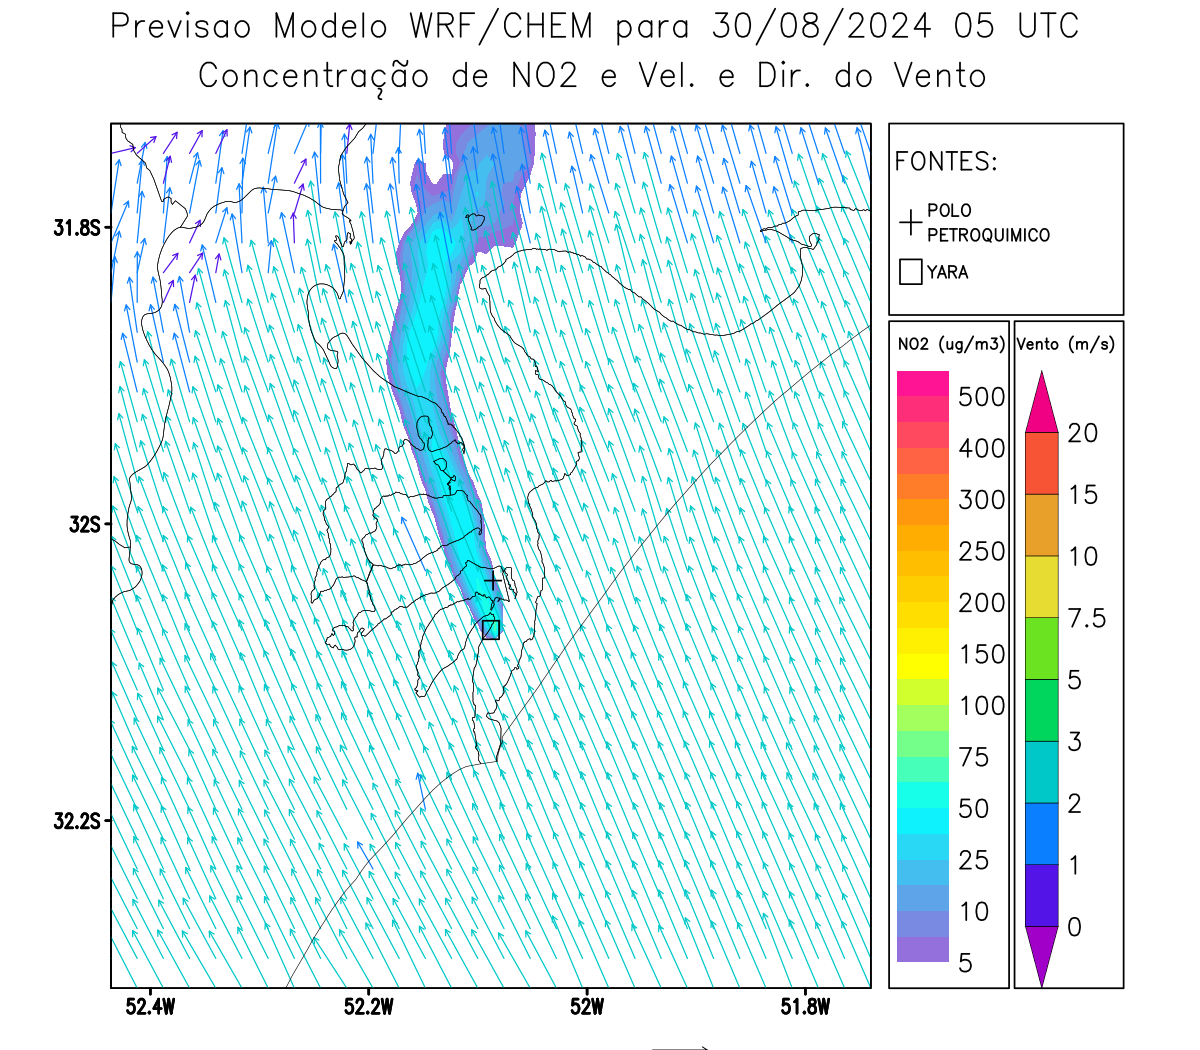 Previsao Modelo WRF/CHEM para 30/08/2024 05 UTC
Concentração de NO2 e Vel. e Dir. do Vento
FONTES:
POLO
PETROQUIMICO
YARA
31.8S
32S
32.2S
52.4W
52.2W
52W
51.8W
NO2 (ug/m3)
500
400
300
250
200
150
100
75
50
25
10
5
Vento (m/s)
20
15
10
7.5
5
3
2
1
0